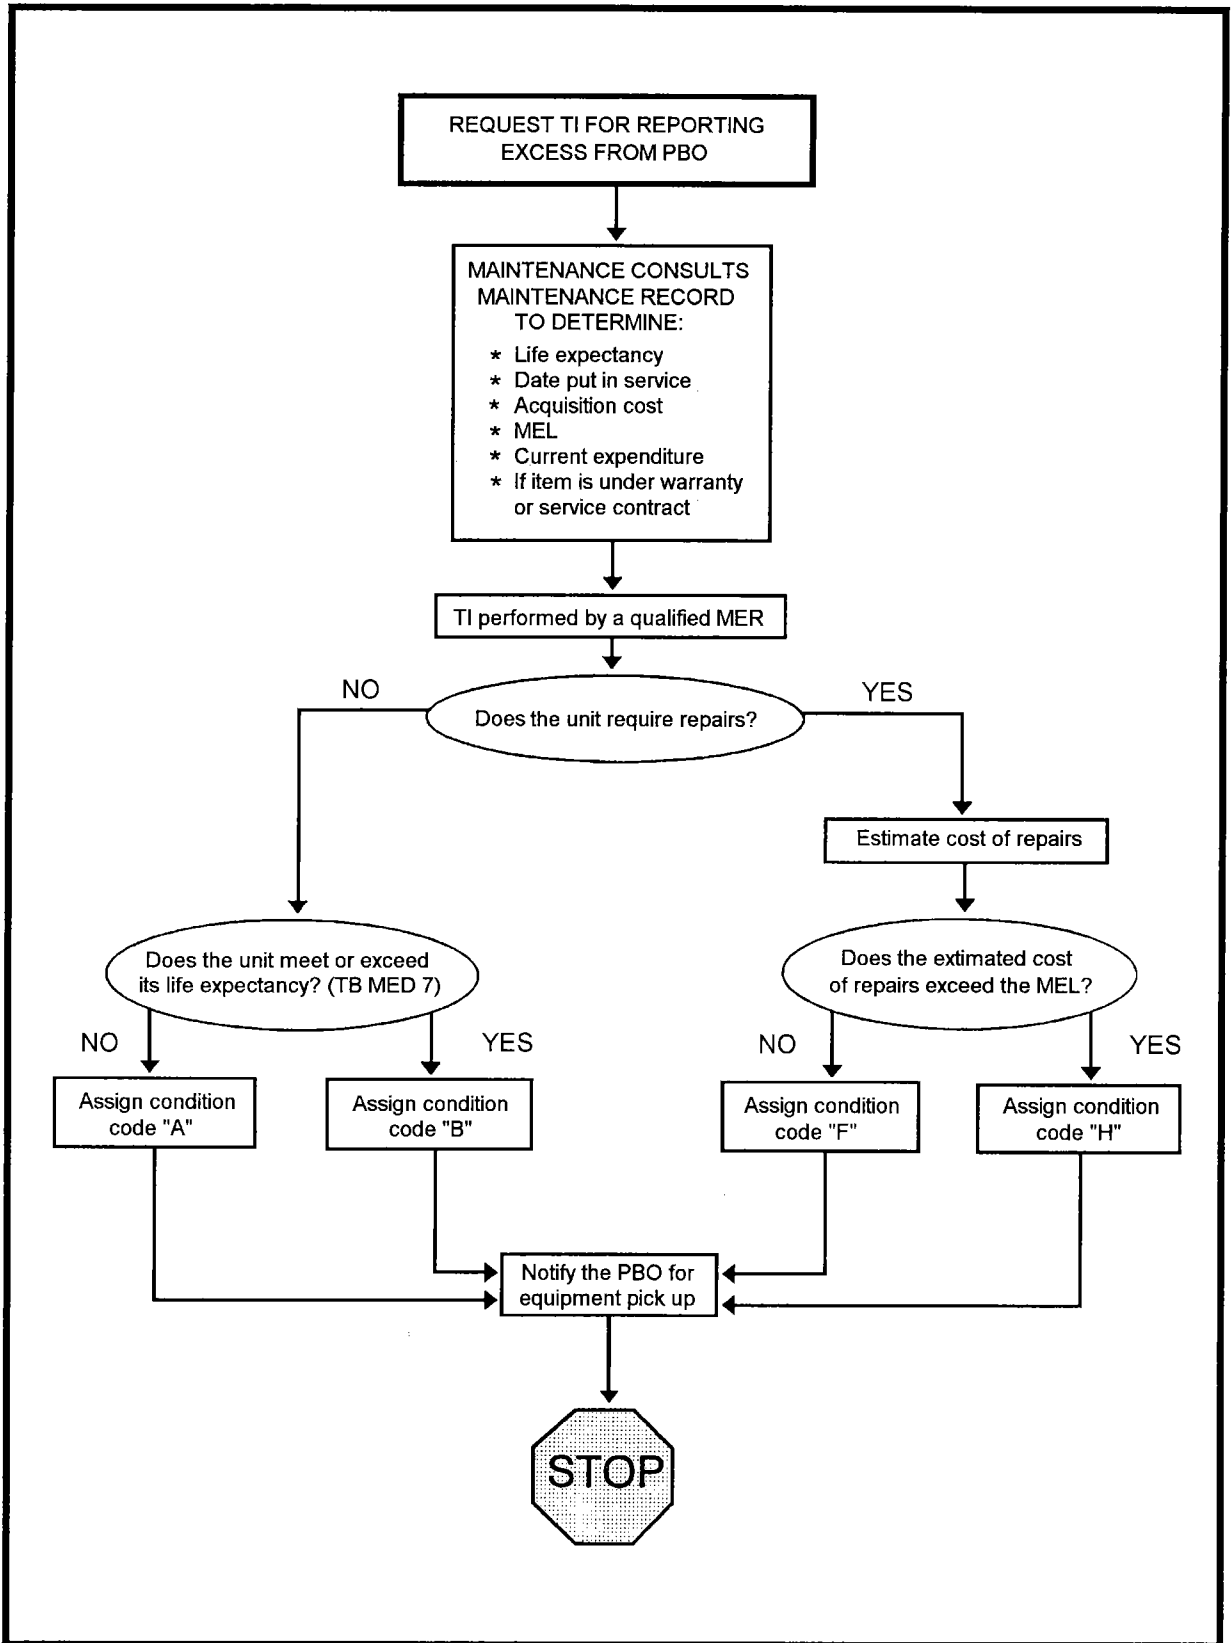 REQUEST TI FOR REPORTING
EXCESS FROM PBO
MAINTENANCE CONSULTS
MAINTENANCE RECORD
TO DETERMINE:
* Life expectancy
* Date put in service
* Acquisition cost
* MEL
* Current expenditure
* If item is under warranty
or service contract
TI performed by a qualified MER
NO
YES
Does the unit require repairs?
Estimate cost of repairs
Does the unit meet or exceed
its life expectancy? (TB MED 7)
Does the extimated cost
of repairs exceed the MEL?
NO
YES
NO
YES
Assign condition
code "A"
Assign condition
code "B"
Assign condition
code "F"
Assign condition
code "H"
Notify the PBO for
equipment pick up
STOP